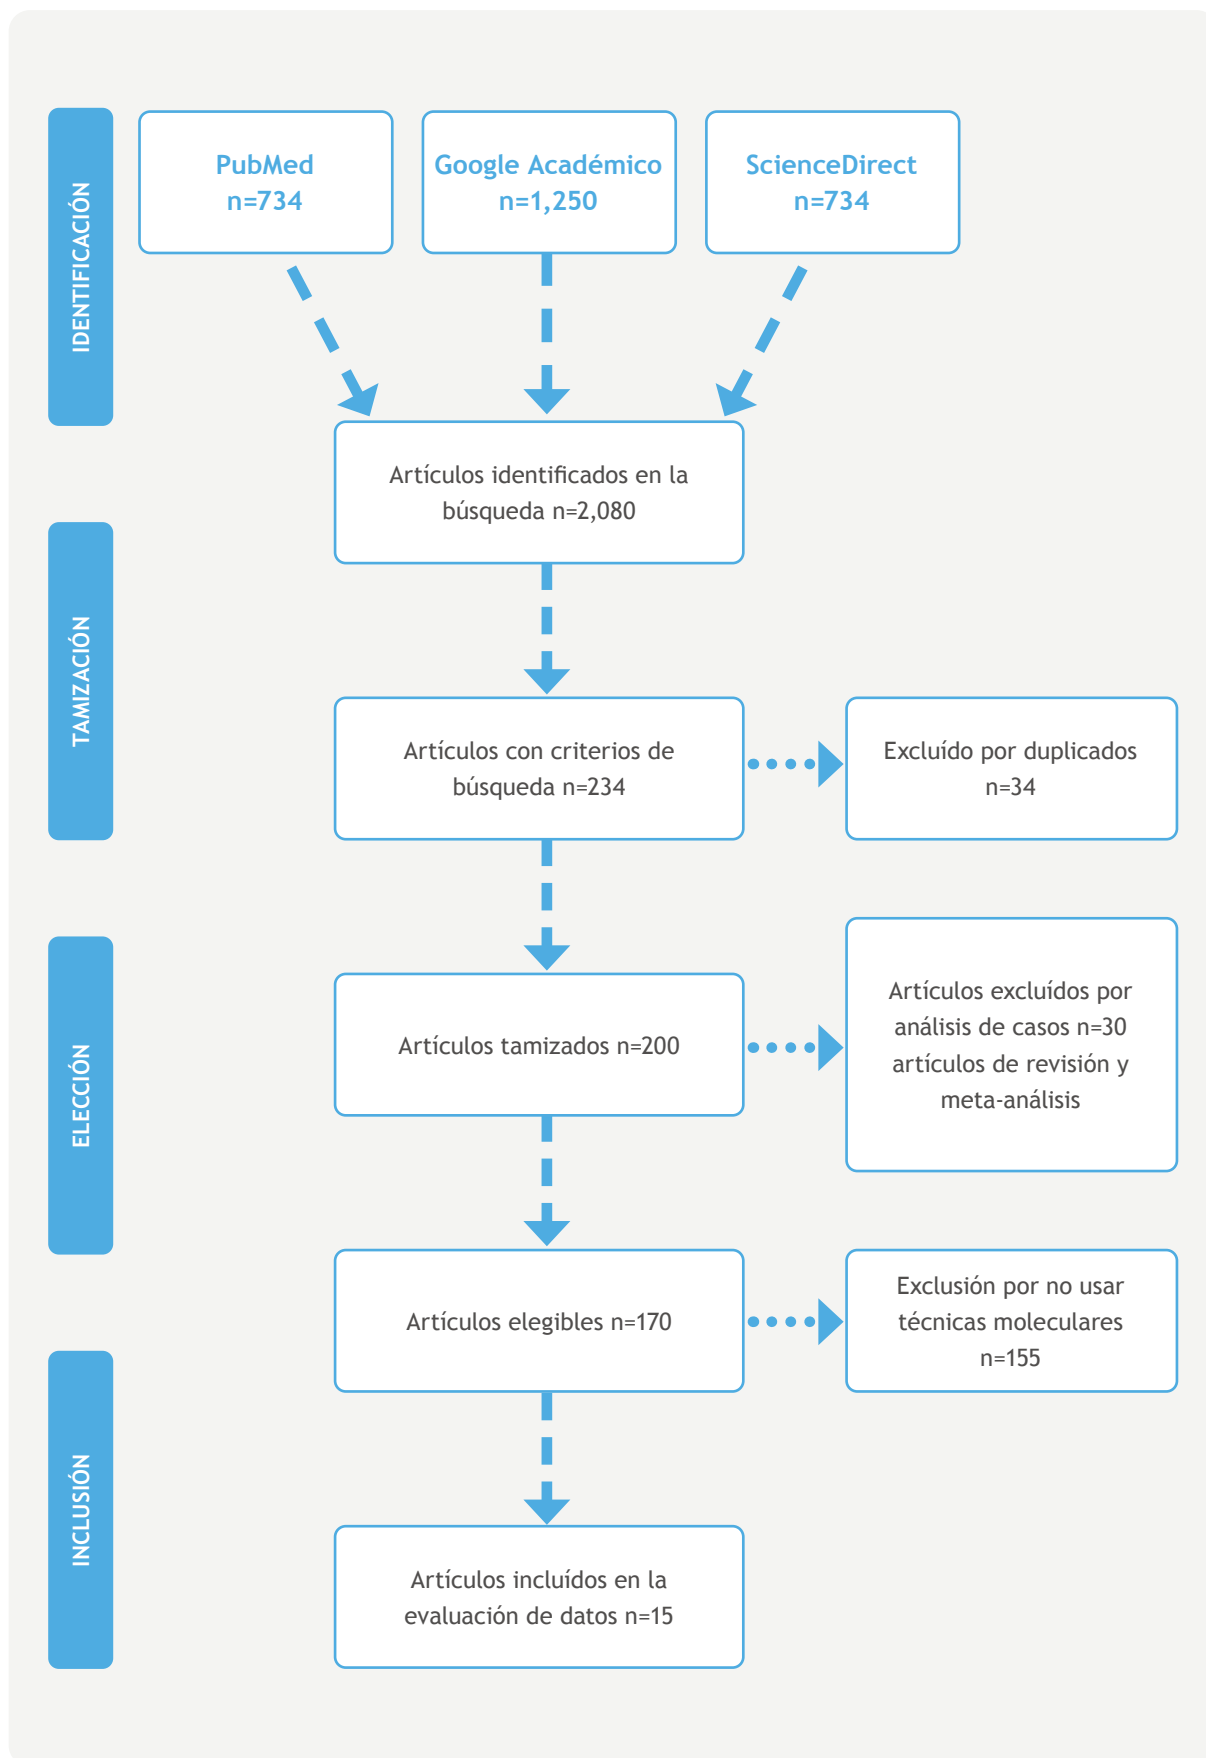 IDENTIFICACIÓN
PubMed
n=734
Google Académico
n=1,250
ScienceDirect
n=734
Artículos identificados en la
búsqueda n=2,080
TAMIZACIÓN
Artículos con criterios de
búsqueda n=234
Excluído por duplicados
n=34
ELECCIÓN
Artículos tamizados n=200
Artículos excluídos por
análisis de casos n=30
artículos de revisión y
meta-análisis
Artículos elegibles n=170
Exclusión por no usar
técnicas moleculares
n=155
INCLUSIÓN
Artículos incluídos en la
evaluación de datos n=15